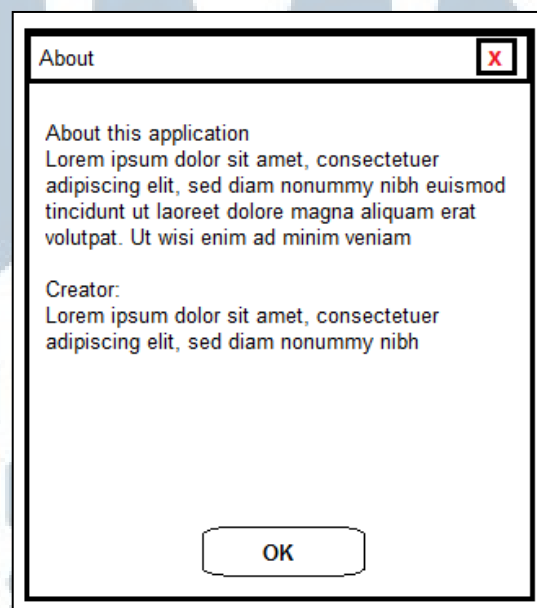 About X
About this application
Lorem ipsum dolor sit amet, consectetuer
adipiscing elit, sed diam nonummy nibh euismod
tincidunt ut laoreet dolore magna aliquam erat
volutpat. Ut wisi enim ad minim veniam
Creator:
Lorem ipsum dolor sit amet, consectetuer
adipiscing elit, sed diam nonummy nibh
OK